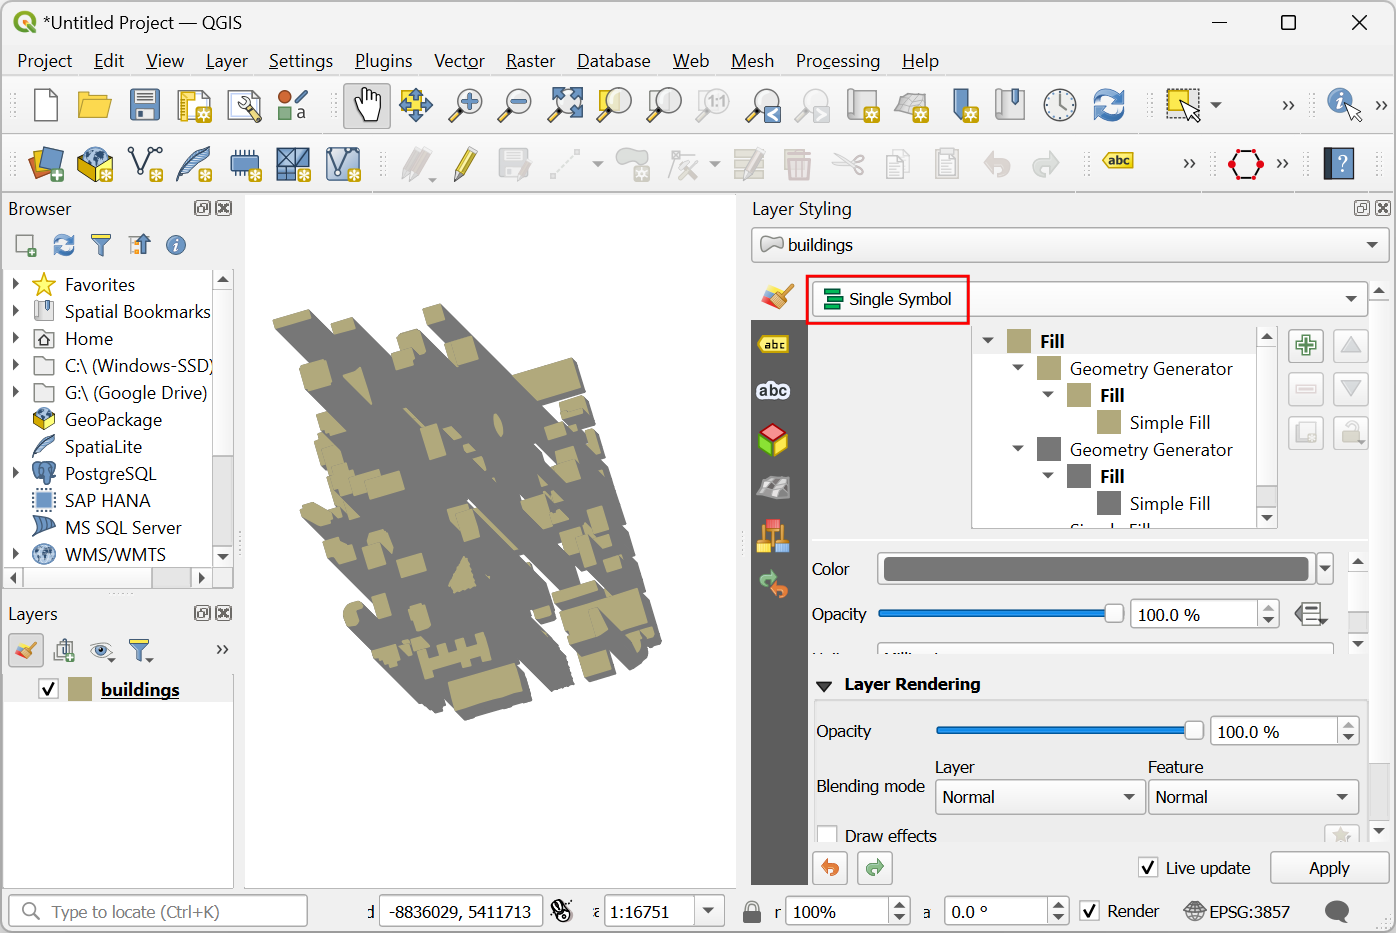 *Untitled Project — QGIS
Project Edit View Layer Settings Plugins Vector Raster Database Web Mesh Processing Help
1:1
a
abc
?
Browser
Favorites
Spatial Bookmarks
Home
C:\ (Windows-SSD)
G:\ (Google Drive)
GeoPackage
SpatiaLite
PostgreSQL
SAP HANA
MS SQL Server
WMS/WMTS
Layers
buildings
Layer Styling
buildings
Single Symbol
abc
abc
Fill
Geometry Generator
Fill
Simple Fill
Geometry Generator
Fill
Simple Fill
Color
Opacity 100.0 %
Layer Rendering
Opacity 100.0 %
Layer Feature
Blending mode Normal Normal
Draw effects
Live update Apply
Type to locate (Ctrl+K) d -8836029, 5411713 1:16751 r 100% a 0.0 ° Render EPSG:3857